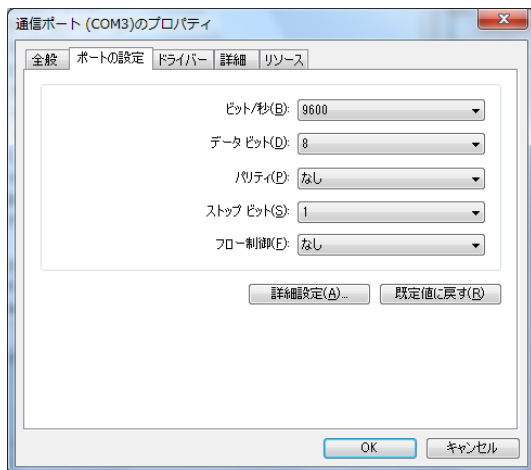 通信ポート (COM3)のプロパティ
全般 ポートの設定 ドライバー 詳細 リソース
ビット/秒(B): 9600
データ ビット(D): 8
パリティ(P): なし
ストップ ビット(S): 1
フロー制御(F): なし
詳細設定(A)... 既定値に戻す(R)
OK キャンセル